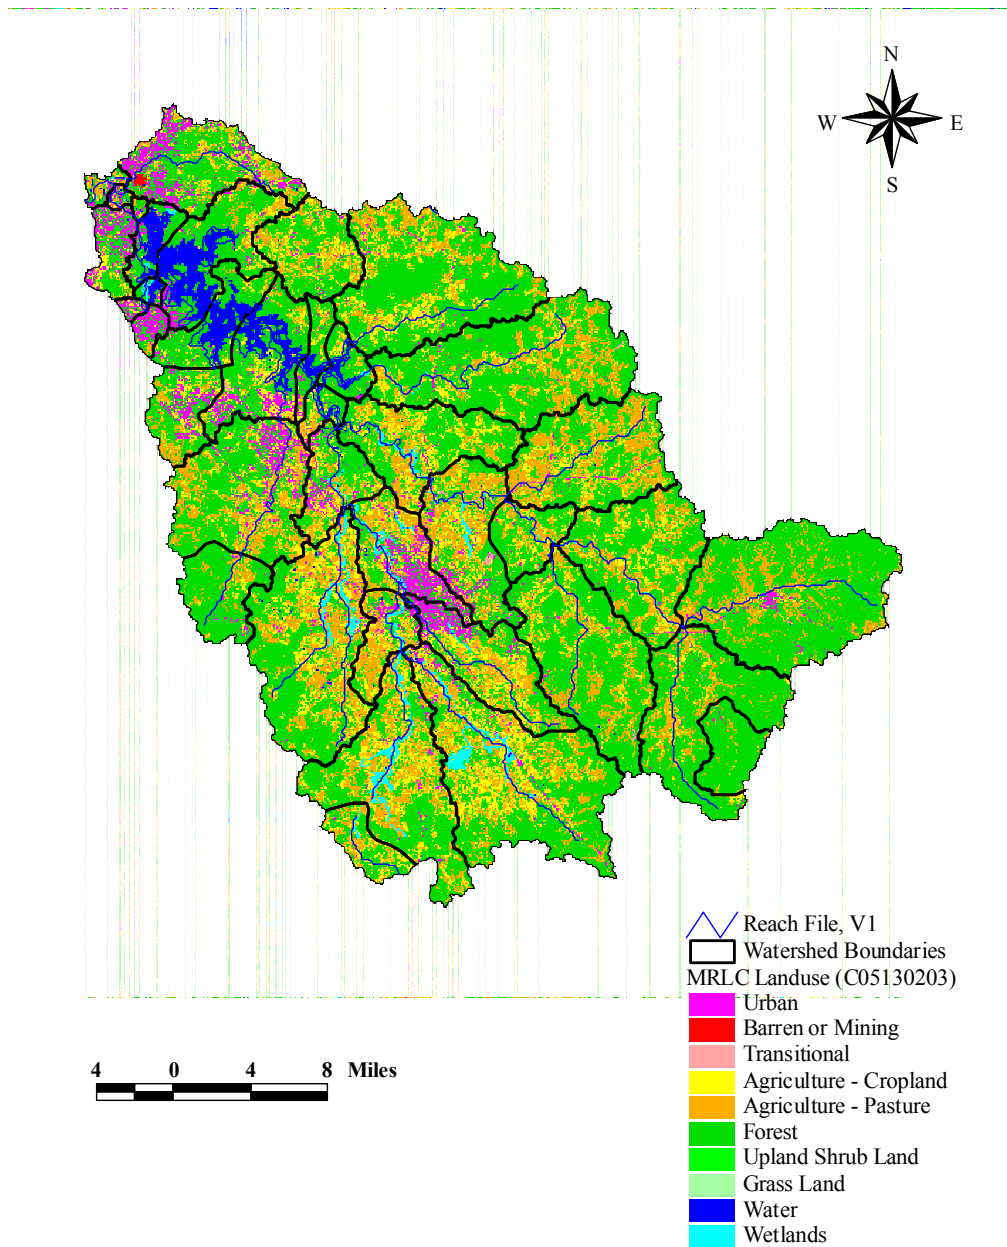 N
W E
S
Reach File, V1
Watershed Boundaries
MRLC Landuse (C05130203)
Urban
Barren or Mining
Transitional
Agriculture - Cropland
Agriculture - Pasture
Forest
Upland Shrub Land
Grass Land
Water
Wetlands
4 0 4 8 Miles